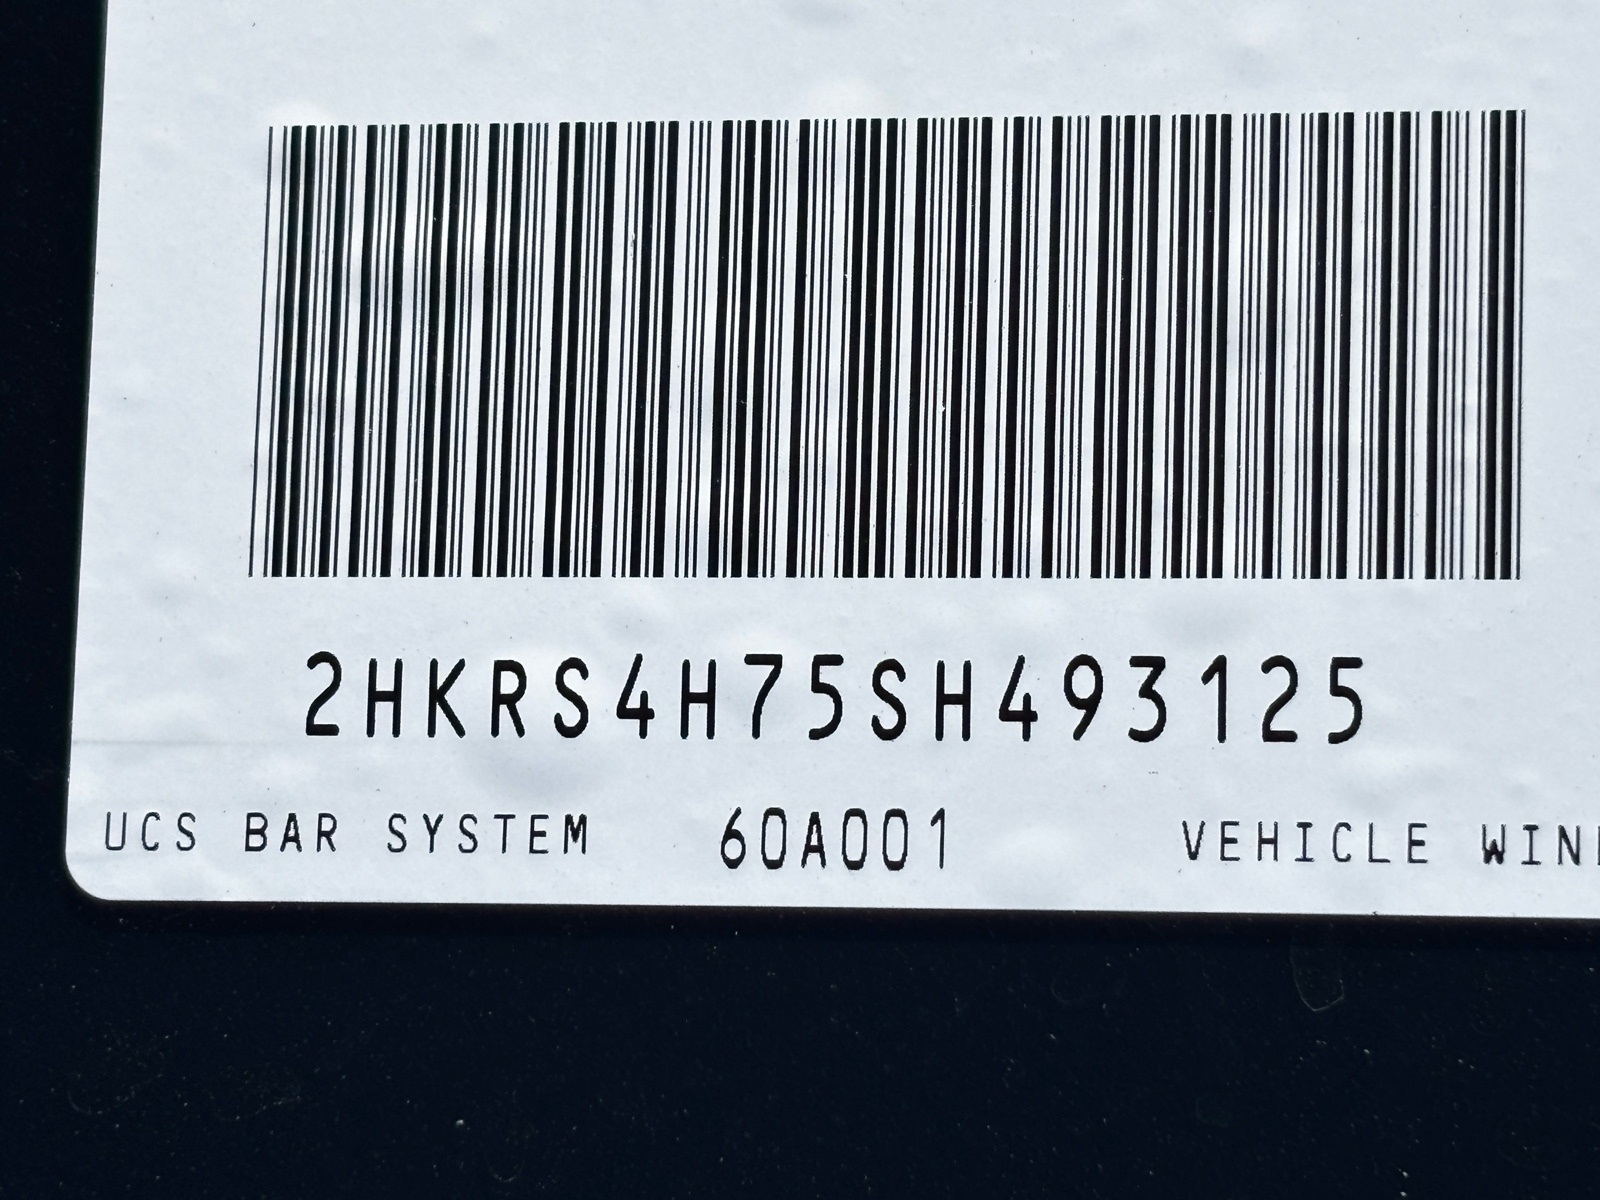 2HKRS4H75SH493125
UCS BAR SYSTEM 60A001 VEHICLE